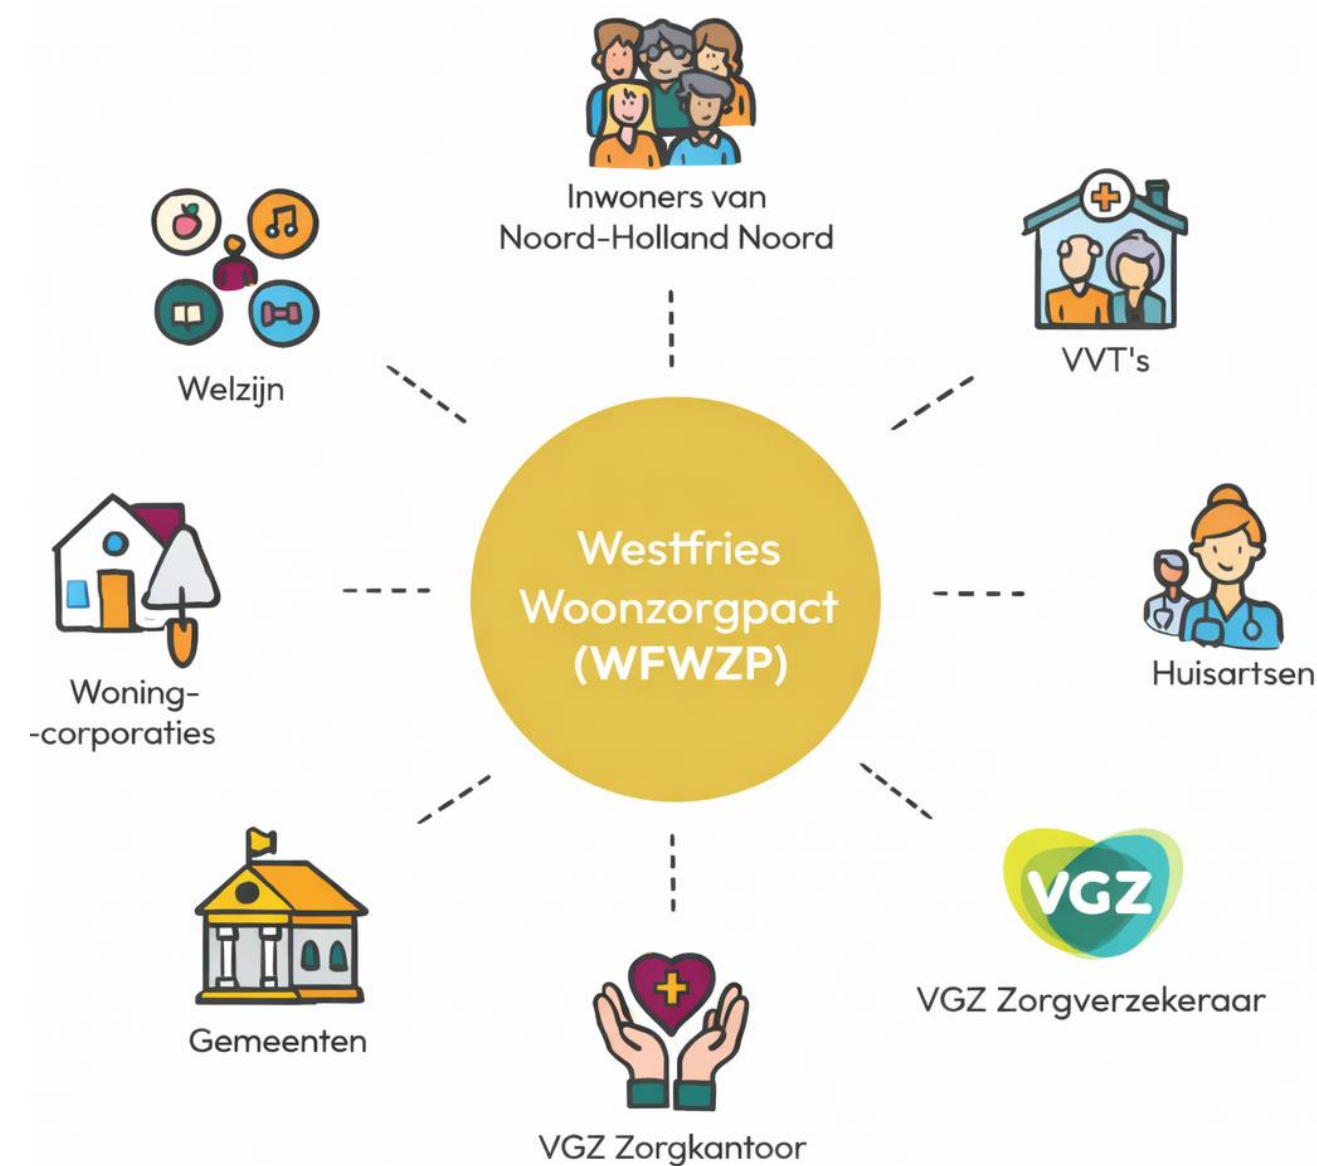 Inwoners van
Noord-Holland Noord
VVT's
Welzijn
Westfries
Woonzorgpact
(WFWZP)
Huisartsen
Woning-
-corporaties
VGZ
VGZ Zorgverzekeraar
Gemeenten
VGZ Zorgkantoor